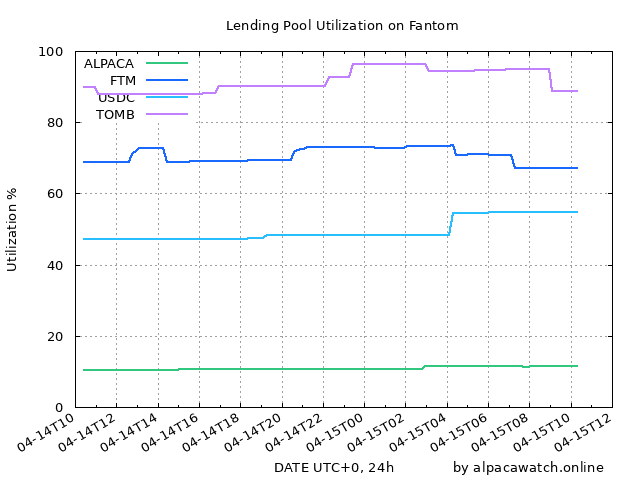 Lending Pool Utilization on Fantom
Utilization %
100
80
60
40
20
0
ALPACA
FTM
USDC
TOMB
04-14T10
04-14T12
04-14T14
04-14T16
04-14T18
04-14T20
04-14T22
04-15T00
04-15T02
04-15T04
04-15T06
04-15T08
04-15T10
04-15T12
DATE UTC+0, 24h
by alpacawatch.online